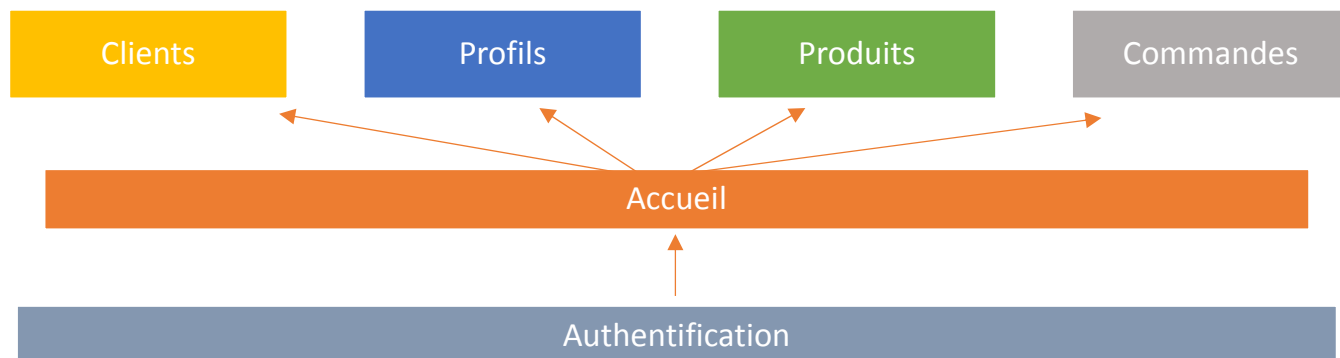 Clients
Profils
Produits
Commandes
Accueil
Authentification